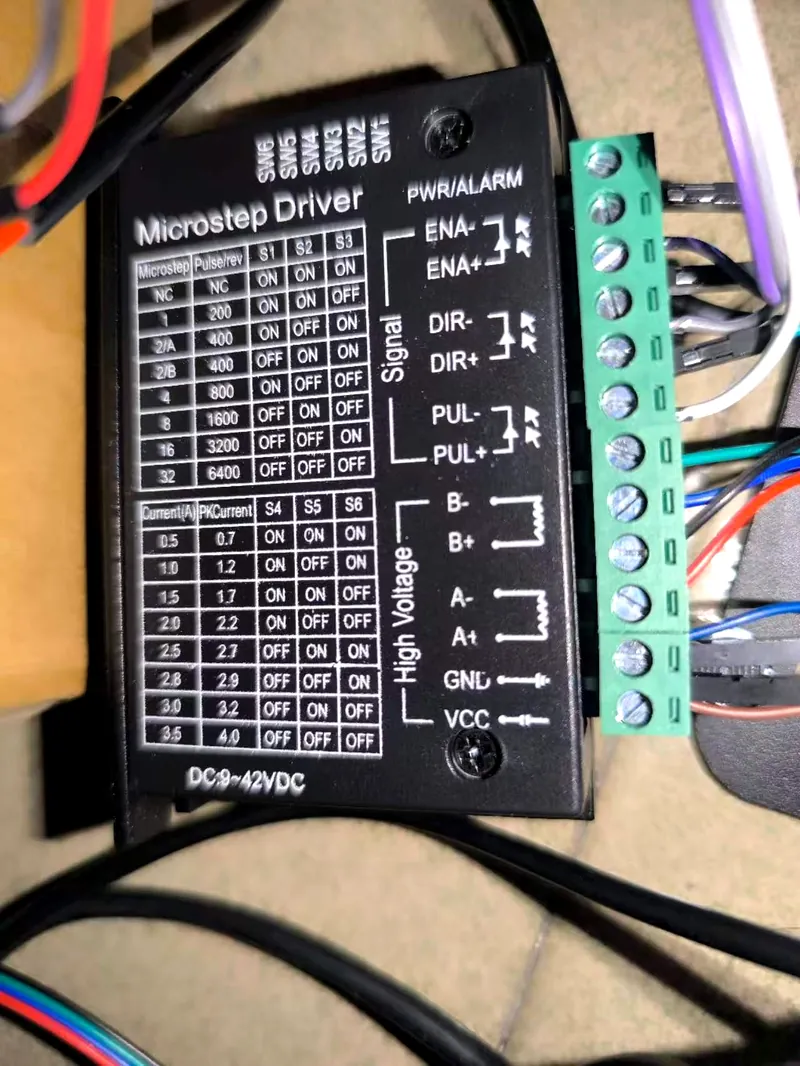 SW6
SW5
SW4
SW3
SW2
SW1
PWR/ALARM
Microstep Driver
Microstep Pulse/rev S1 S2 S3
NC NC ON ON ON
1 200 ON ON OFF
2/A 400 ON OFF ON
2/B 400 OFF ON ON
4 800 ON OFF OFF
8 1600 OFF ON OFF
16 3200 OFF OFF ON
32 6400 OFF OFF OFF
Current(A) PKCurrent S4 S5 S6
0.5 0.7 ON ON ON
1.0 1.2 ON OFF ON
1.5 1.7 ON ON OFF
2.0 2.2 ON OFF OFF
2.5 2.7 OFF ON ON
2.8 2.9 OFF OFF ON
3.0 3.2 OFF ON OFF
3.5 4.0 OFF OFF OFF
DC:9~42VDC
Signal
ENA-
ENA+
DIR-
DIR+
PUL-
PUL+
High Voltage
B-
B+
A-
A+
GND
VCC